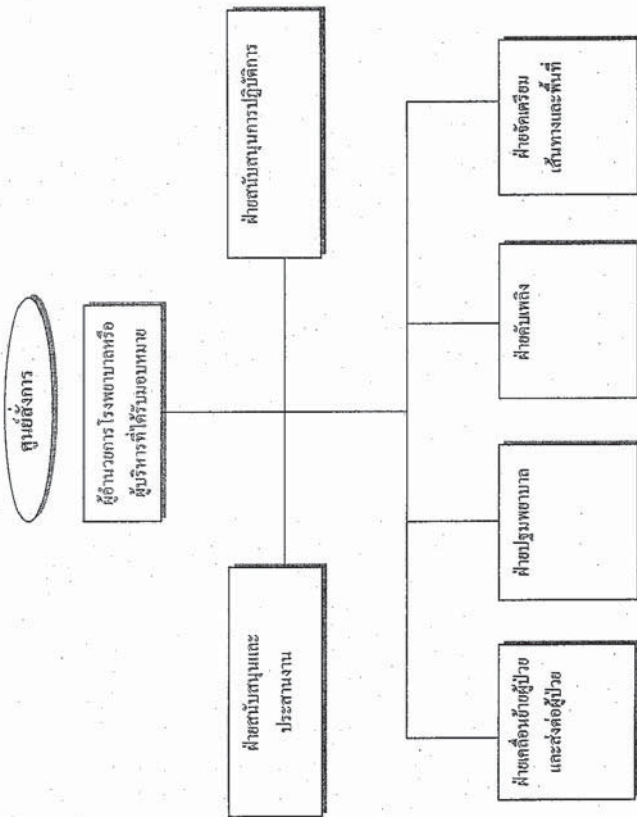 ศูนย์สั่งการ
ผู้อำนวยการโรงพยาบาลหรือ
ผู้บริหารที่ได้รับมอบหมาย
ฝ่ายสนับสนุนและ
ประสานงาน
ฝ่ายสนับสนุนการปฏิบัติการ
ฝ่ายเคลื่อนย้ายผู้ป่วย
และส่งต่อผู้ป่วย
ฝ่ายปฐมพยาบาล
ฝ่ายดับเพลิง
ฝ่ายจัดเตรียม
เส้นทางและพื้นที่